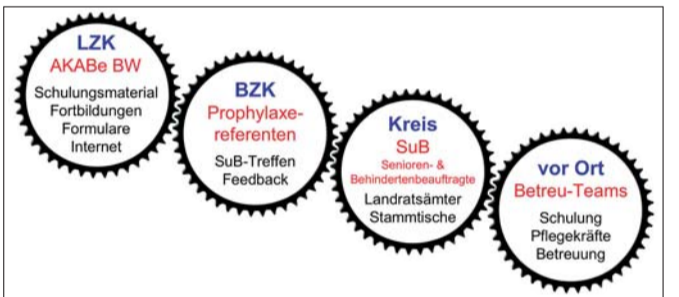 LZK
AKABe BW
Schulungsmaterial
Fortbildungen
Formulare
Internet
BZK
Prophylaxe-
referenten
SuB-Treffen
Feedback
Kreis
SuB
Senioren- &
Behindertenbeauftragte
Landratsämter
Stammtische
vor Ort
Betreu-Teams
Schulung
Pflegekräfte
Betreuung